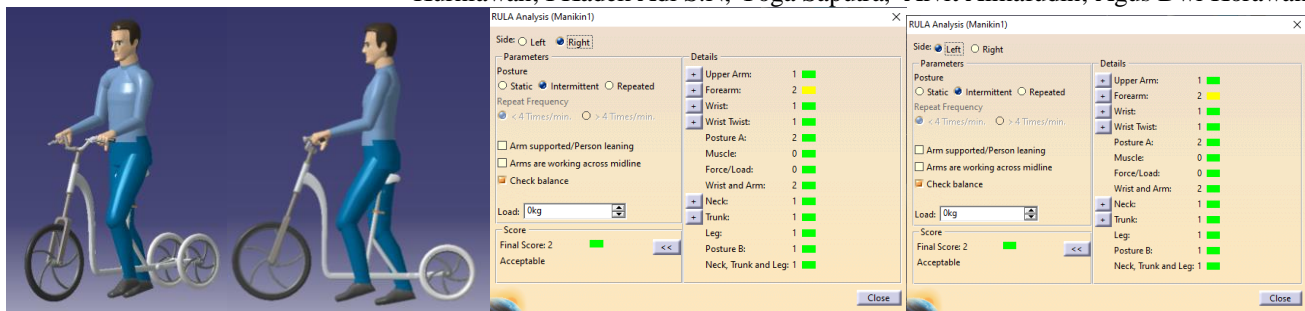 RULA Analysis (Manikin1)
Side: Left Right
Parameters
Posture
Static Intermittent Repeated
Repeat Frequency
< 4 Times/min. > 4 Times/min.
Arm supported/Person leaning
Arms are working across midline
Check balance
Load: 0kg
Score
Final Score: 2
<<
Acceptable
Details
+ Upper Arm: 1
+ Forearm: 2
+ Wrist: 1
+ Wrist Twist: 1
Posture A: 2
Muscle: 0
Force/Load: 0
Wrist and Arm: 2
+ Neck: 1
+ Trunk: 1
Leg: 1
Posture B: 1
Neck, Trunk and Leg: 1
Close
RULA Analysis (Manikin1)
Side: Left Right
Parameters
Posture
Static Intermittent Repeated
Repeat Frequency
< 4 Times/min. > 4 Times/min.
Arm supported/Person leaning
Arms are working across midline
Check balance
Load: 0kg
Score
Final Score: 2
<<
Acceptable
Details
+ Upper Arm: 1
+ Forearm: 2
+ Wrist: 1
+ Wrist Twist: 1
Posture A: 2
Muscle: 0
Force/Load: 0
Wrist and Arm: 2
+ Neck: 1
+ Trunk: 1
Leg: 1
Posture B: 1
Neck, Trunk and Leg: 1
Close